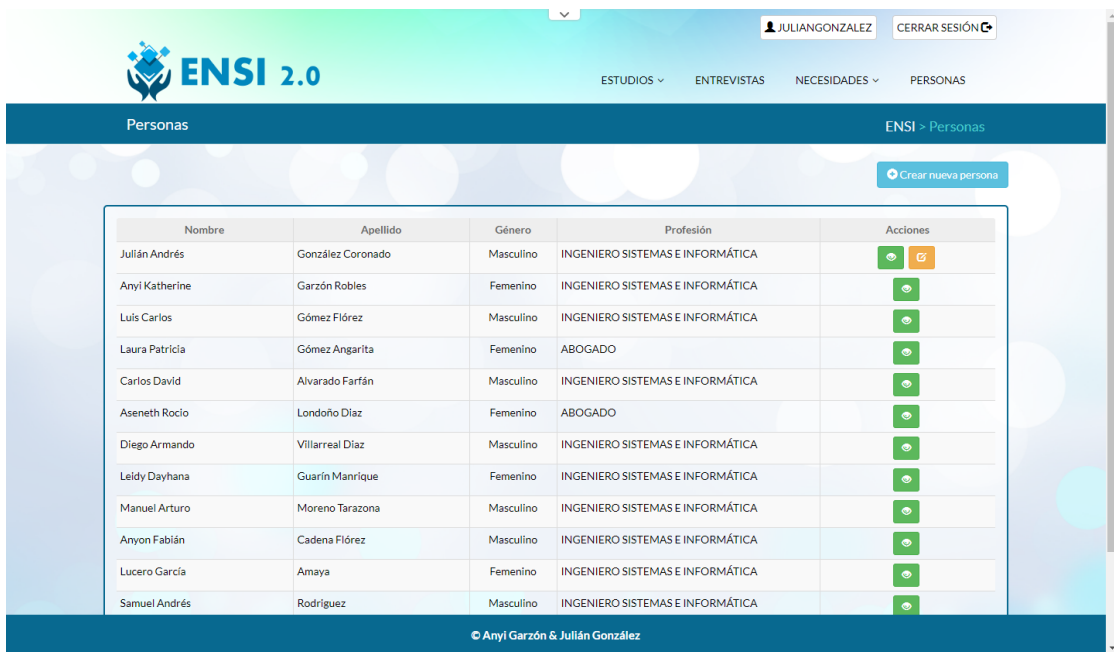 JULIANGONZALEZ CERRAR SESIÓN
ENSI 2.0
ESTUDIOS ENTREVISTAS NECESIDADES PERSONAS
Personas ENSI > Personas
Crear nueva persona
Nombre Apellido Género Profesión Acciones
Julián Andrés González Coronado Masculino INGENIERO SISTEMAS E INFORMÁTICA
Anyi Katherine Garzón Robles Femenino INGENIERO SISTEMAS E INFORMÁTICA
Luis Carlos Gómez Flórez Masculino INGENIERO SISTEMAS E INFORMÁTICA
Laura Patricia Gómez Angarita Femenino ABOGADO
Carlos David Alvarado Farfán Masculino INGENIERO SISTEMAS E INFORMÁTICA
Aseneth Rocio Londoño Diaz Femenino ABOGADO
Diego Armando Villarreal Diaz Masculino INGENIERO SISTEMAS E INFORMÁTICA
Leidy Dayhana Guarín Manrique Femenino INGENIERO SISTEMAS E INFORMÁTICA
Manuel Arturo Moreno Tarazona Masculino INGENIERO SISTEMAS E INFORMÁTICA
Anyon Fabián Cadena Flórez Masculino INGENIERO SISTEMAS E INFORMÁTICA
Lucero García Amaya Femenino INGENIERO SISTEMAS E INFORMÁTICA
Samuel Andrés Rodriguez Masculino INGENIERO SISTEMAS E INFORMÁTICA
© Anyi Garzón & Julián González